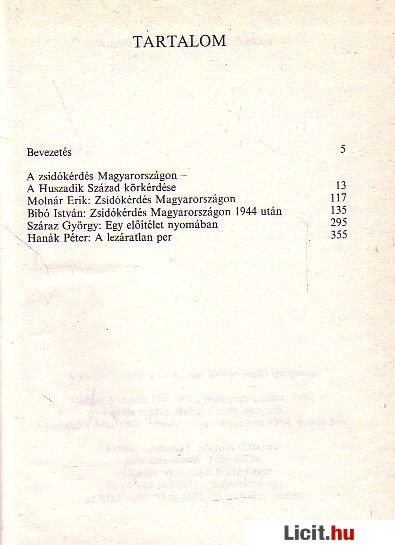 TARTALOM
Bevezetés 5
A zsidókérdés Magyarországon –
A Huszadik Század körkérdése 13
Molnár Erik: Zsidókérdés Magyarországon 117
Bibó István: Zsidókérdés Magyarországon 1944 után 135
Száraz György: Egy előítélet nyomában 295
Hanák Péter: A lezáratlan per 355
Licit.hu